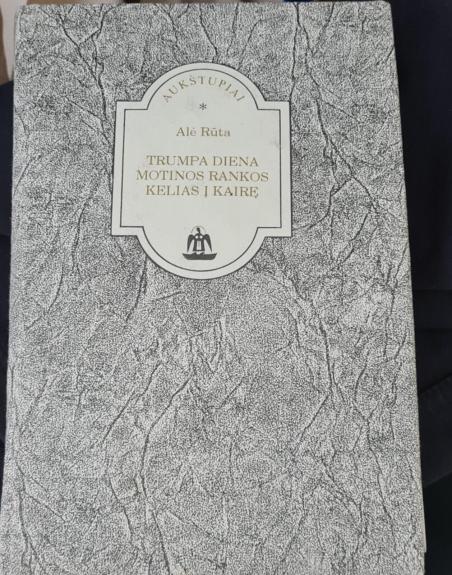 AUKŠTUPIAI
*
Alė Rūta
TRUMPA DIENA
MOTINOS RANKOS
KELIAS Į KAIRĘ